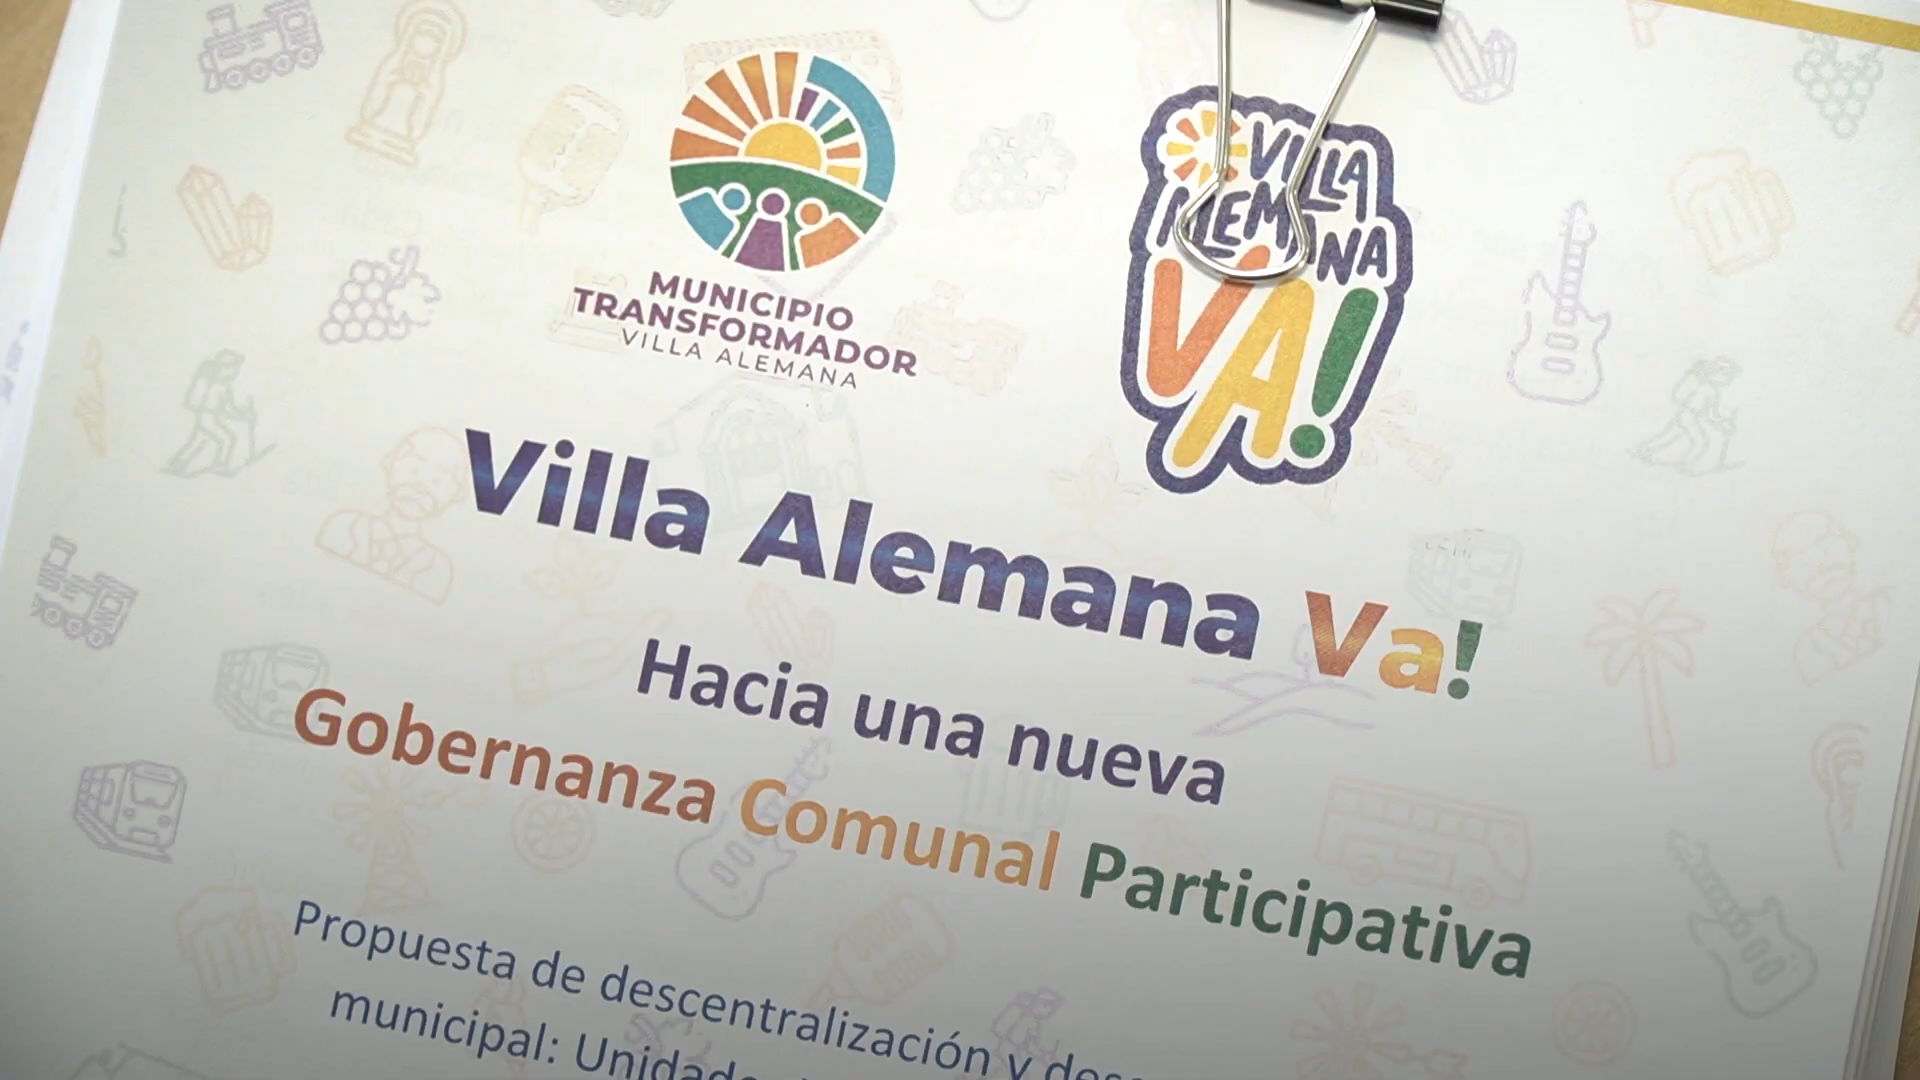 MUNICIPIO
TRANSFORMADOR
VILLA ALEMANA
VILLA
ALEMANA
VA!
Villa Alemana Va!
Hacia una nueva
Gobernanza Comunal Participativa
Propuesta de descentralización y
municipal: